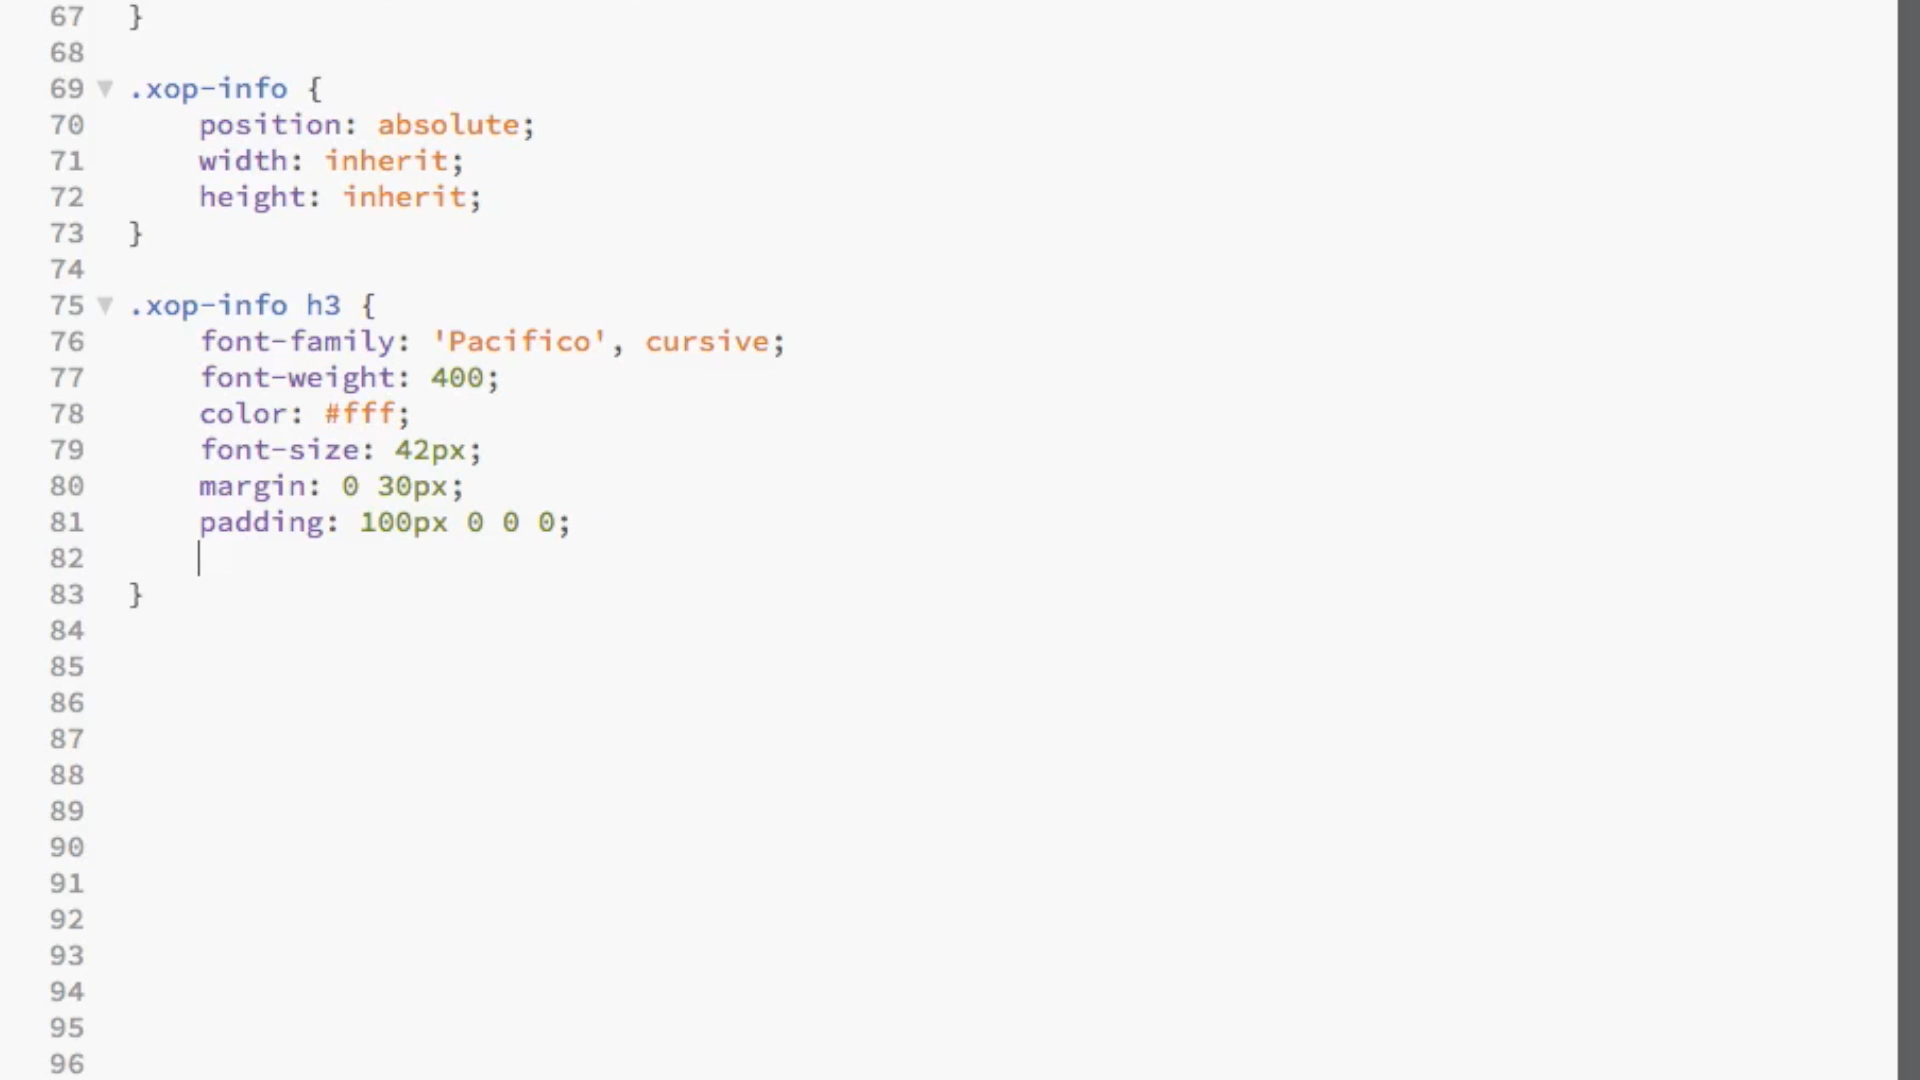 67 }
68
69 ▼ .xop-info {
70     position: absolute;
71     width: inherit;
72     height: inherit;
73 }
74
75 ▼ .xop-info h3 {
76     font-family: 'Pacifico', cursive;
77     font-weight: 400;
78     color: #fff;
79     font-size: 42px;
80     margin: 0 30px;
81     padding: 100px 0 0 0;
82
83 }
84
85
86
87
88
89
90
91
92
93
94
95
96